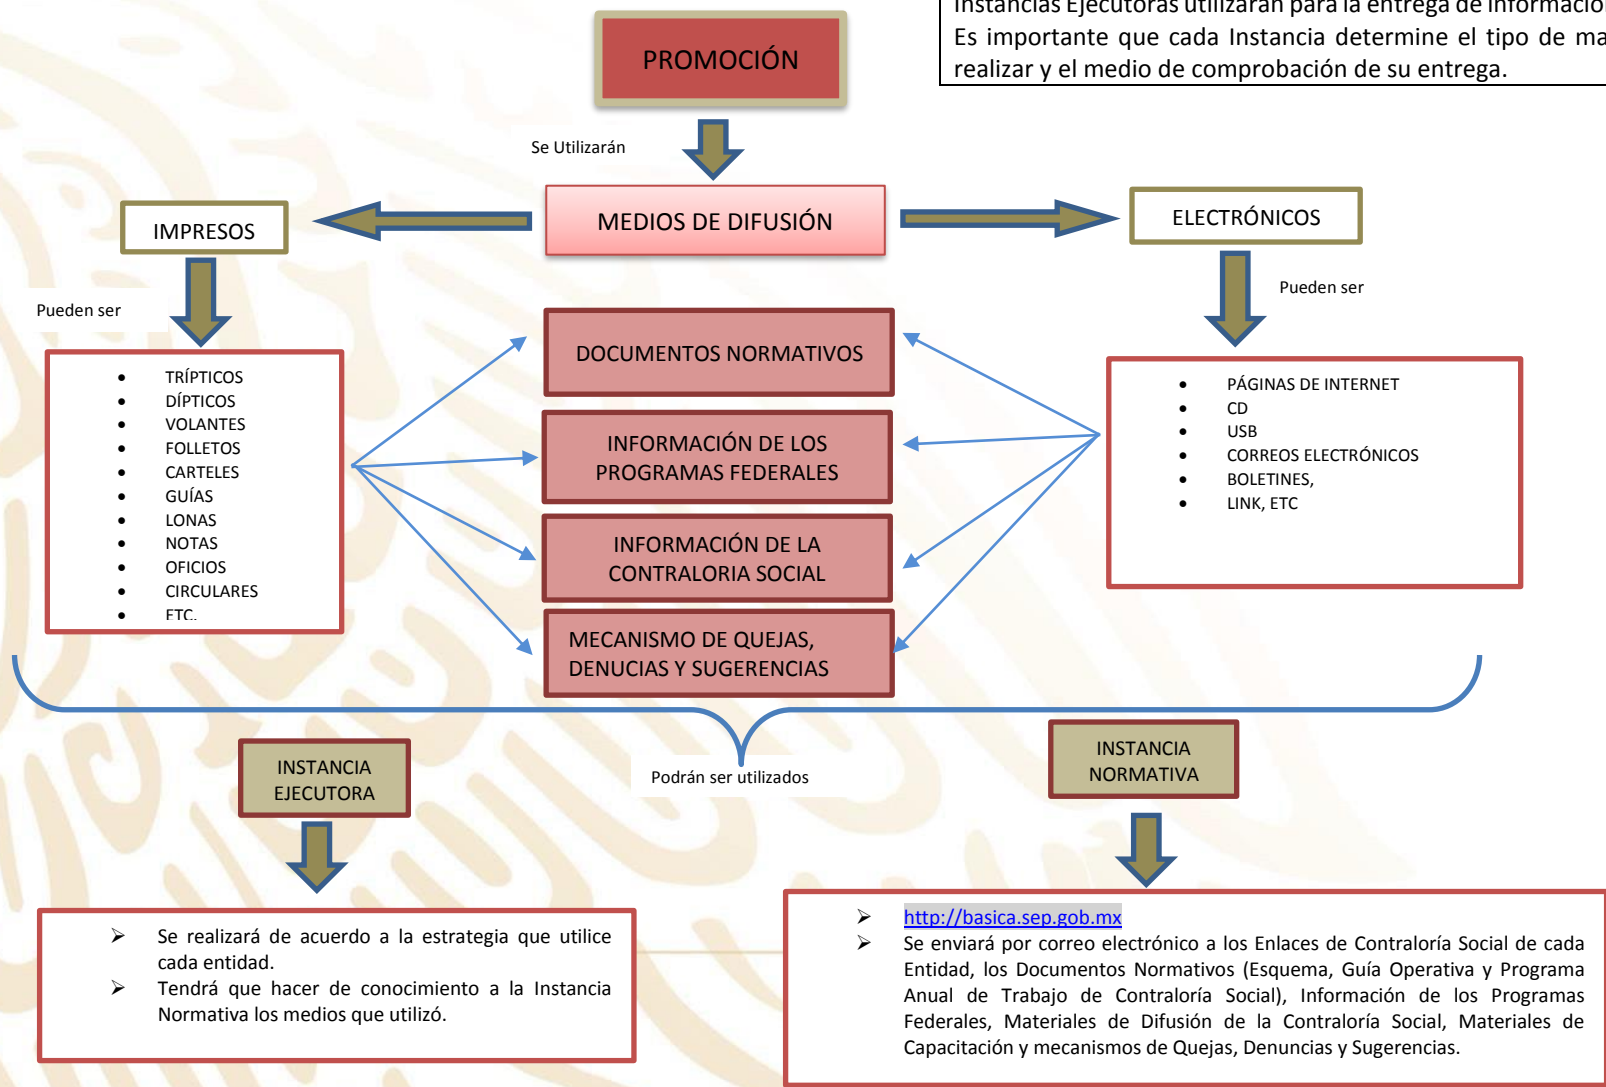 Instancias Ejecutoras utilizarán para la entrega de información
Es importante que cada Instancia determine el tipo de
realizar y el medio de comprobación de su entrega.
PROMOCIÓN
Se Utilizarán
MEDIOS DE DIFUSIÓN
IMPRESOS
ELECTRÓNICOS
Pueden ser
Pueden ser
• TRÍPTICOS
• DÍPTICOS
• VOLANTES
• FOLLETOS
• CARTELES
• GUÍAS
• LONAS
• NOTAS
• OFICIOS
• CIRCULARES
• ETC.
DOCUMENTOS NORMATIVOS
INFORMACIÓN DE LOS
PROGRAMAS FEDERALES
INFORMACIÓN DE LA
CONTRALORIA SOCIAL
MECANISMO DE QUEJAS,
DENUCIAS Y SUGERENCIAS
• PÁGINAS DE INTERNET
• CD
• USB
• CORREOS ELECTRÓNICOS
• BOLETINES,
• LINK, ETC
Podrán ser utilizados
INSTANCIA
EJECUTORA
INSTANCIA
NORMATIVA
➢ Se realizará de acuerdo a la estrategia que utilice
cada entidad.
➢ Tendrá que hacer de conocimiento a la Instancia
Normativa los medios que utilizó.
➢ http://basica.sep.gob.mx
➢ Se enviará por correo electrónico a los Enlaces de Contraloría Social de cada
Entidad, los Documentos Normativos (Esquema, Guía Operativa y Programa
Anual de Trabajo de Contraloría Social), Información de los Programas
Federales, Materiales de Difusión de la Contraloría Social, Materiales de
Capacitación y mecanismos de Quejas, Denuncias y Sugerencias.